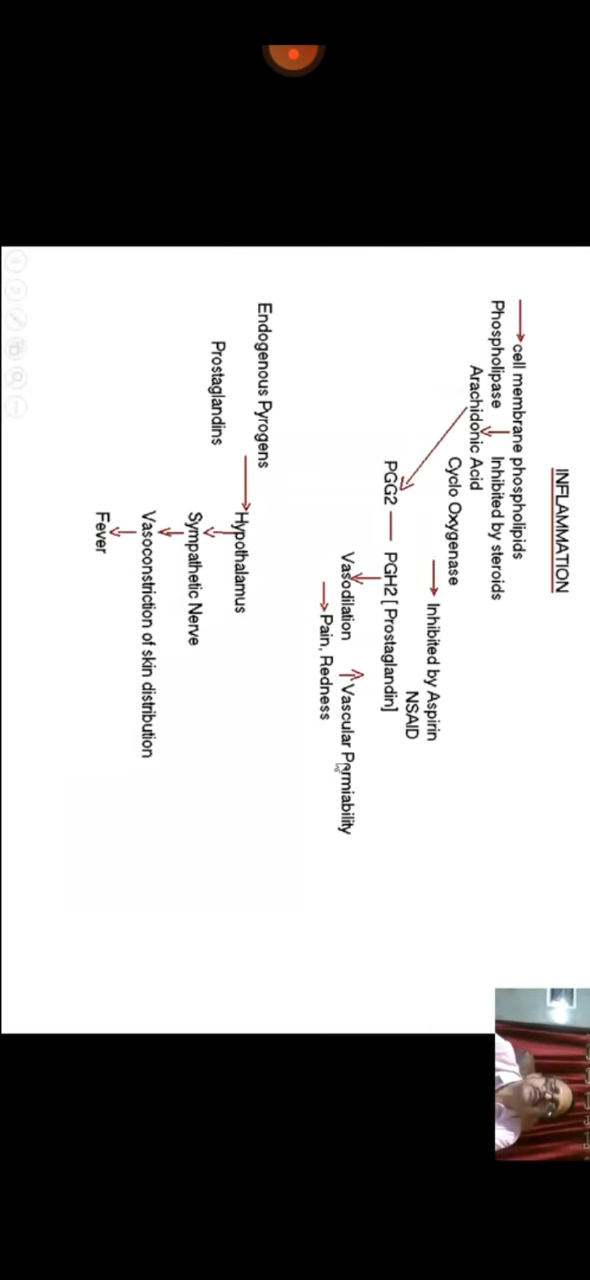 INFLAMMATION
cell membrane phospholipids
Phospholipase Inhibited by steroids
Arachidonic Acid
Cyclo Oxygenase Inhibited by Aspirin
NSAID
PGG2 PGH2 [ Prostaglandin]
Vasodilation Vascular Permiability
Pain, Redness
Endogenous Pyrogens
Hypothalamus
Prostaglandins
Sympathetic Nerve
Vasoconstriction of skin distribution
Fever